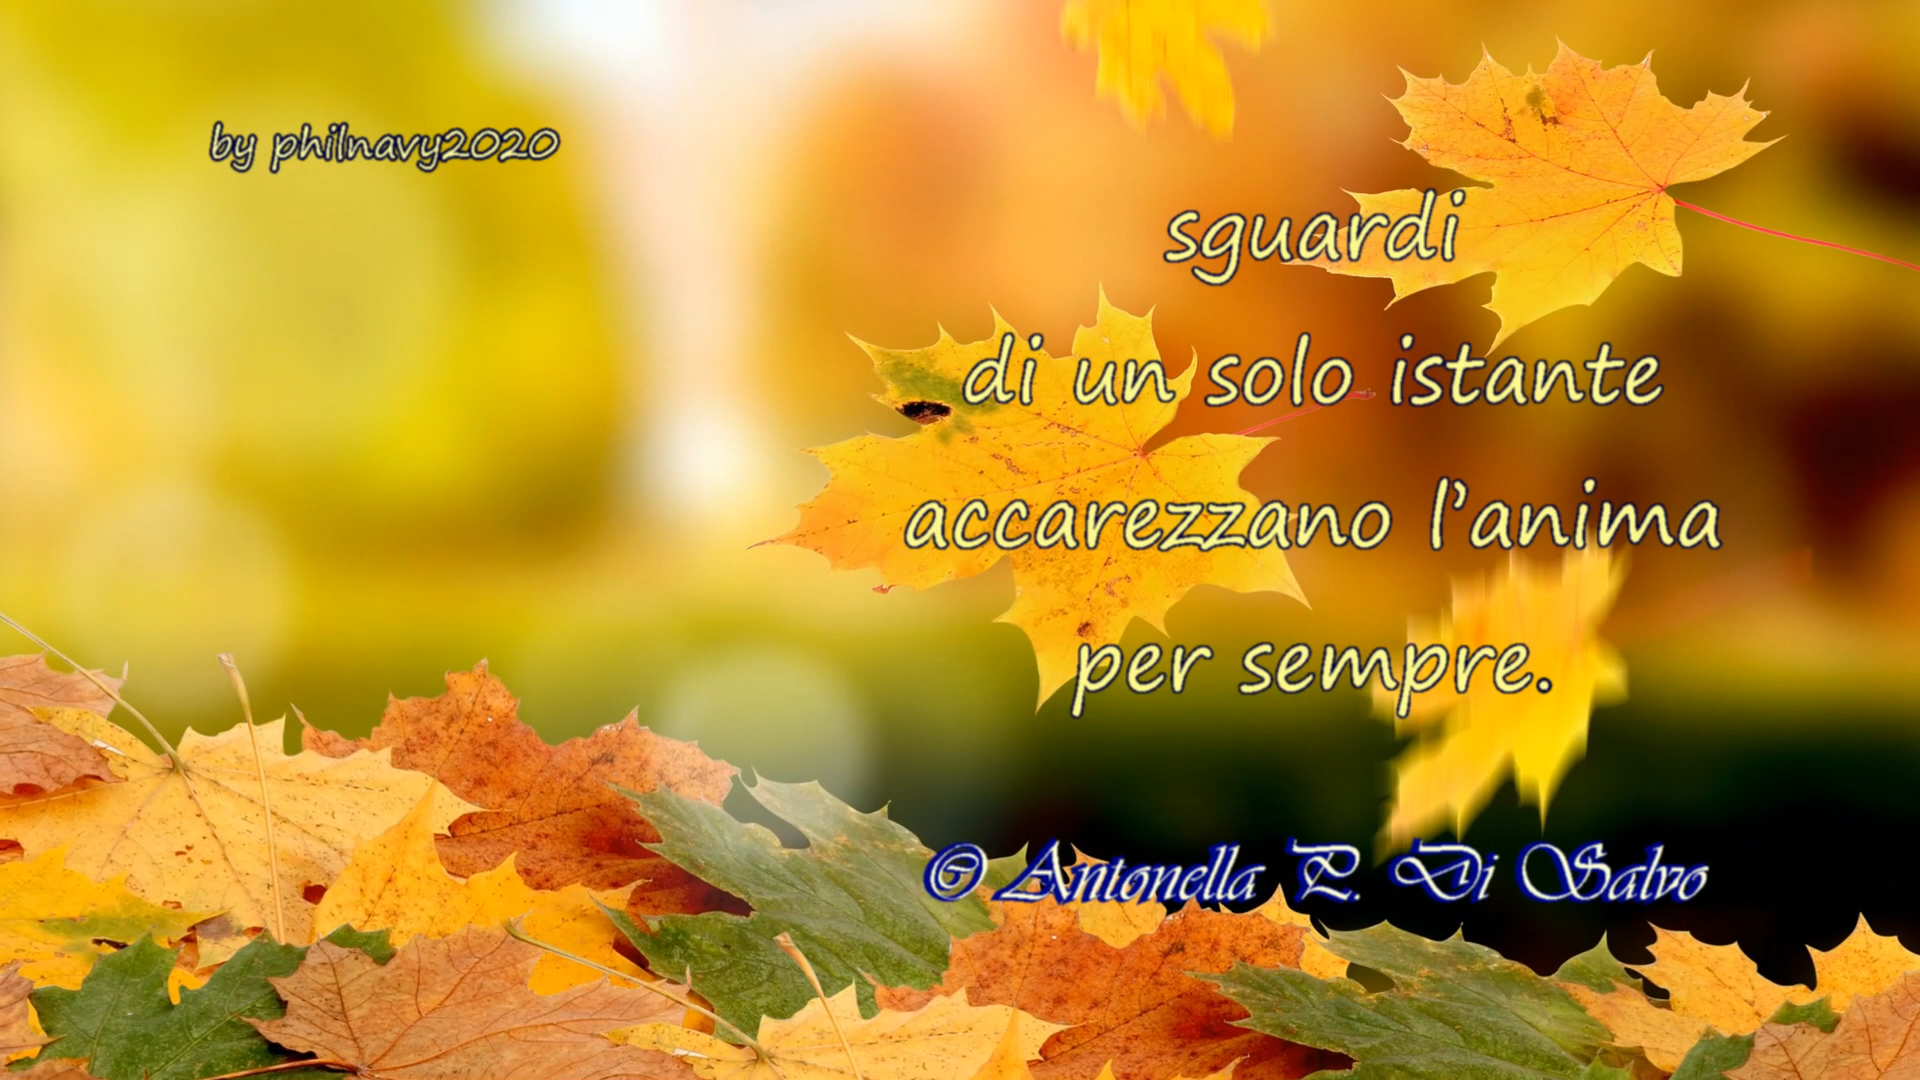 by philnavy2020
sguardi
di un solo istante
accarezzano l’anima
per sempre.
© Antonella P. Di Salvo